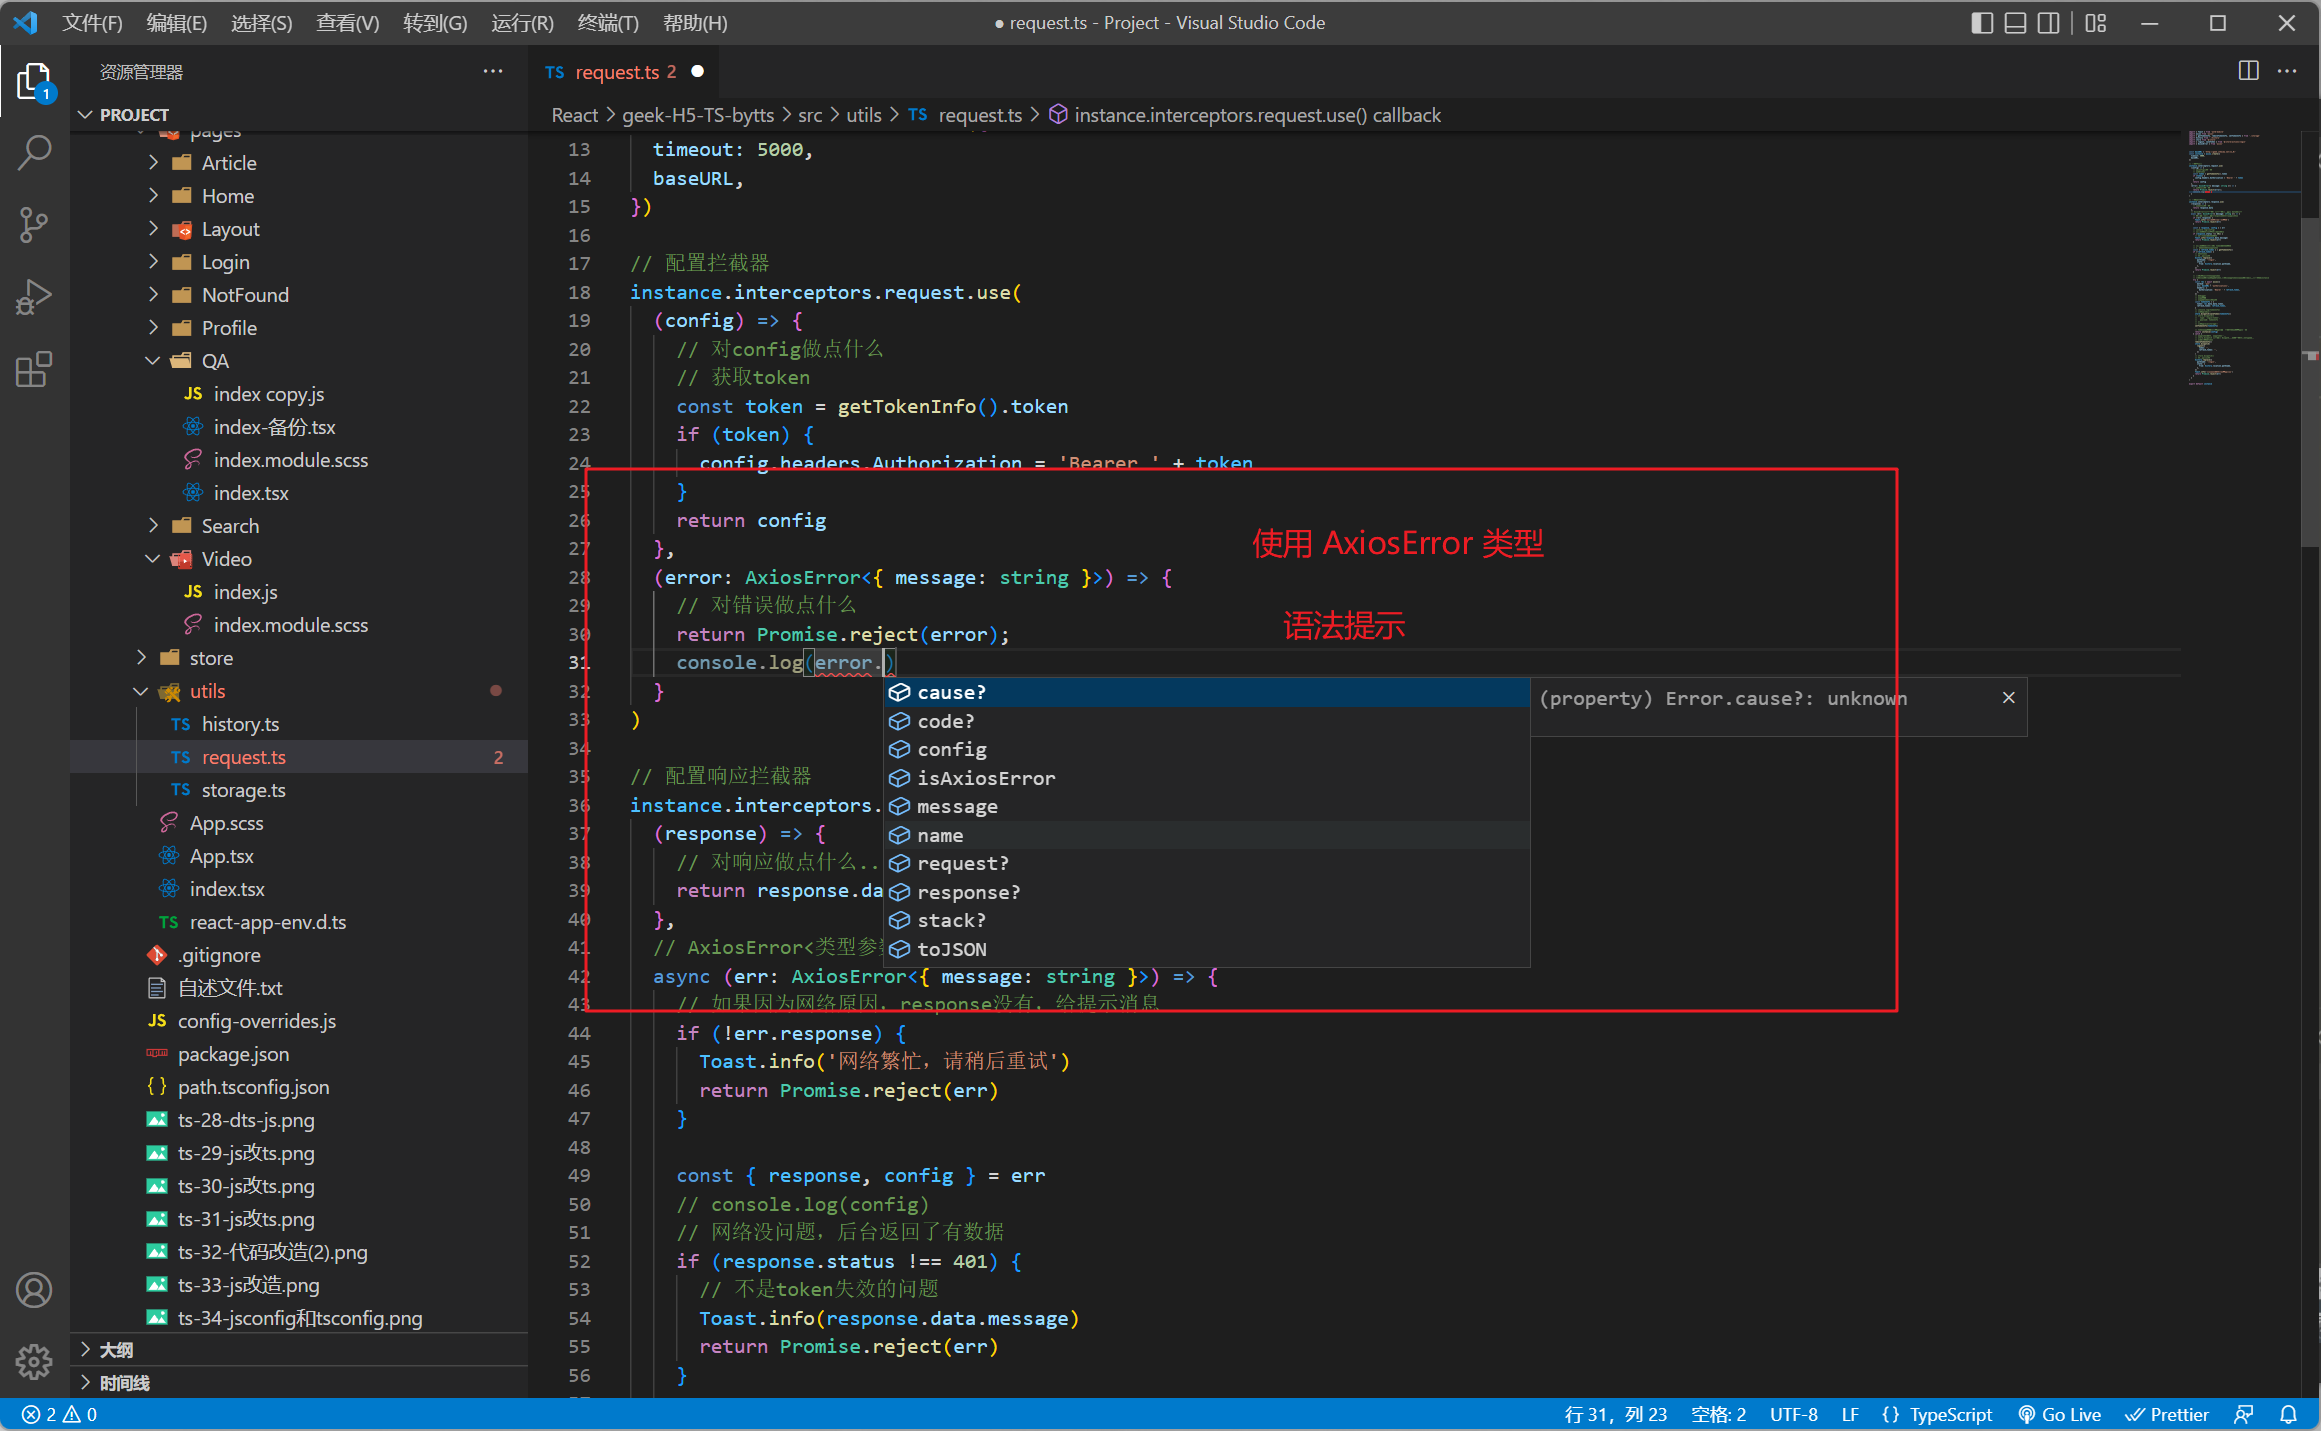 文件(F) 编辑(E) 选择(S) 查看(V) 转到(G) 运行(R) 终端(T) 帮助(H)
● request.ts - Project - Visual Studio Code
资源管理器 ···
PROJECT
pages
Article
Home
Layout
Login
NotFound
Profile
QA
JS index copy.js
index-备份.tsx
index.module.scss
index.tsx
Search
Video
JS index.js
index.module.scss
store
utils
TS history.ts
TS request.ts 2
TS storage.ts
App.scss
App.tsx
index.tsx
TS react-app-env.d.ts
.gitignore
自述文件.txt
JS config-overrides.js
package.json
{} path.tsconfig.json
ts-28-dts-js.png
ts-29-js改ts.png
ts-30-js改ts.png
ts-31-js改ts.png
ts-32-代码改造(2).png
ts-33-js改造.png
ts-34-jsconfig和tsconfig.png
大纲
时间线
1
TS request.ts 2 ●
React > geek-H5-TS-bytts > src > utils > TS request.ts > instance.interceptors.request.use() callback
13 timeout: 5000,
14 baseURL,
15 })
16
17 // 配置拦截器
18 instance.interceptors.request.use(
19 (config) => {
20 // 对config做点什么
21 // 获取token
22 const token = getTokenInfo().token
23 if (token) {
24 config.headers.Authorization = 'Bearer ' + token
25 }
26 return config
27 },
28 (error: AxiosError<{ message: string }>) => {
29 // 对错误做点什么
30 return Promise.reject(error);
31 console.log(error.)
32 }
33 )
34
35 // 配置响应拦截器
36 instance.interceptors.
37 (response) => {
38 // 对响应做点什么..
39 return response.da
40 },
41 // AxiosError<类型参
42 async (err: AxiosError<{ message: string }>) => {
43 // 如果因为网络原因，response没有，给提示消息
44 if (!err.response) {
45 Toast.info('网络繁忙，请稍后重试')
46 return Promise.reject(err)
47 }
48
49 const { response, config } = err
50 // console.log(config)
51 // 网络没问题，后台返回了有数据
52 if (response.status !== 401) {
53 // 不是token失效的问题
54 Toast.info(response.data.message)
55 return Promise.reject(err)
56 }
使用 AxiosError 类型
语法提示
cause?
code?
config
isAxiosError
message
name
request?
response?
stack?
toJSON
(property) Error.cause?: unknown
2 0
行 31，列 23 空格: 2 UTF-8 LF {} TypeScript Go Live Prettier